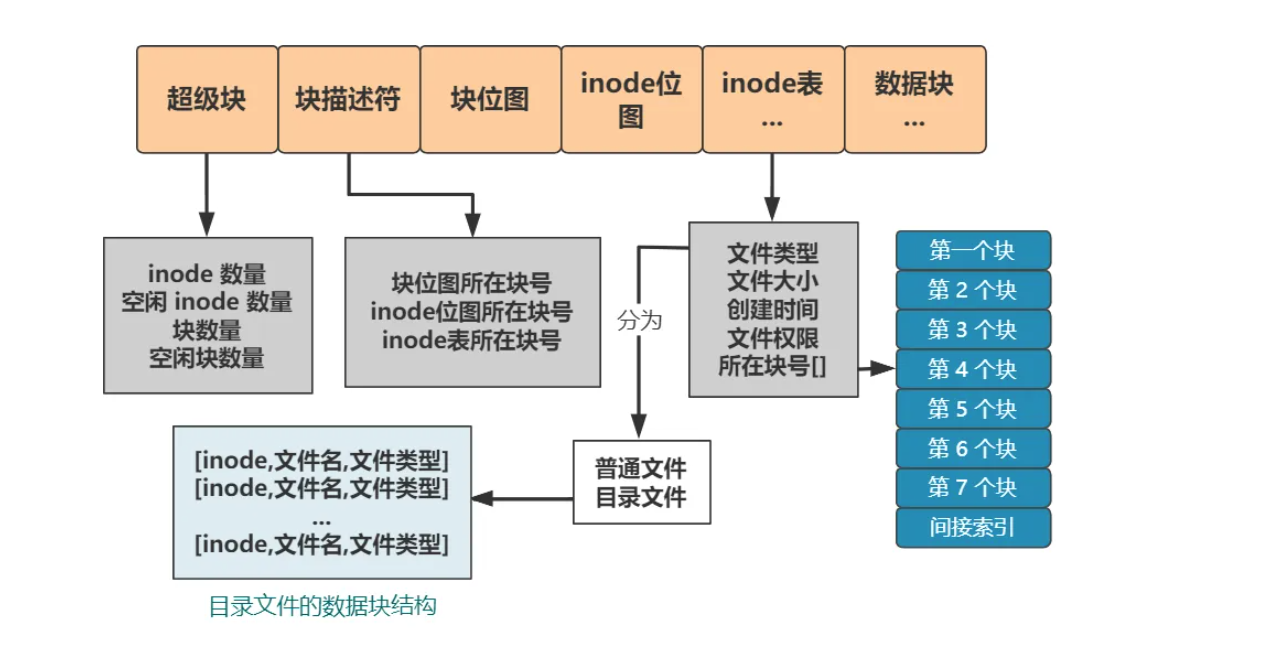 超级块
块描述符
块位图
inode位
图
inode表
...
数据块
...
inode 数量
空闲 inode 数量
块数量
空闲块数量
块位图所在块号
inode位图所在块号
inode表所在块号
分为
文件类型
文件大小
创建时间
文件权限
所在块号[]
第一个块
第 2 个块
第 3 个块
第 4 个块
第 5 个块
第 6 个块
第 7 个块
间接索引
普通文件
目录文件
[inode,文件名,文件类型]
[inode,文件名,文件类型]
...
[inode,文件名,文件类型]
目录文件的数据块结构